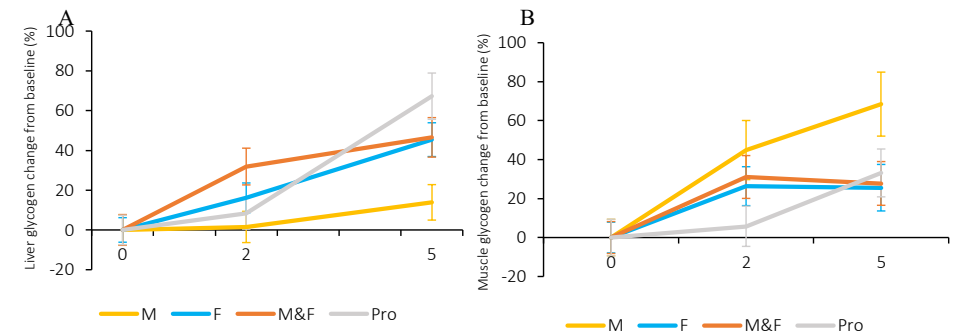 A
Liver glycogen change from baseline (%)
100
80
60
40
20
0
-20
0
2
5
M
F
M&F
Pro
B
Muscle glycogen change from baseline (%)
100
80
60
40
20
0
-20
0
2
5
M
F
M&F
Pro